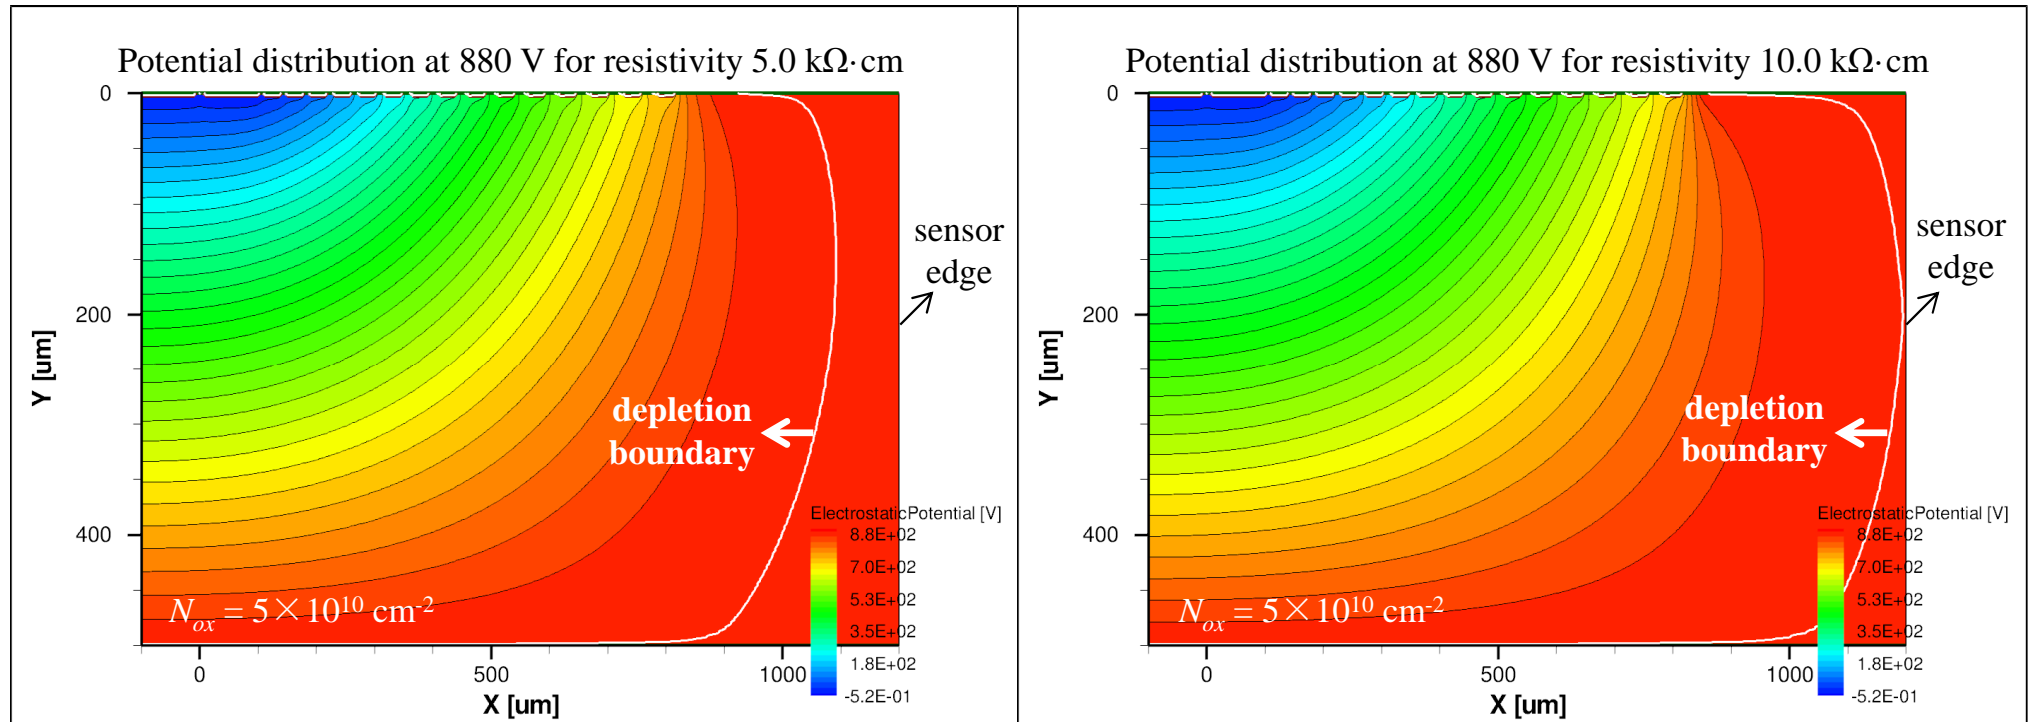 Potential distribution at 880 V for resistivity 5.0 kΩ·cm
0
200
400
Y [um]
0
500
1000
X [um]
sensor
edge
depletion
boundary
ElectrostaticPotential [V]
8.8E+02
7.0E+02
5.3E+02
3.5E+02
1.8E+02
-5.2E-01
Nox = 5×10^10 cm^-2
Potential distribution at 880 V for resistivity 10.0 kΩ·cm
0
200
400
Y [um]
0
500
1000
X [um]
sensor
edge
depletion
boundary
ElectrostaticPotential [V]
8.8E+02
7.0E+02
5.3E+02
3.5E+02
1.8E+02
-5.2E-01
Nox = 5×10^10 cm^-2